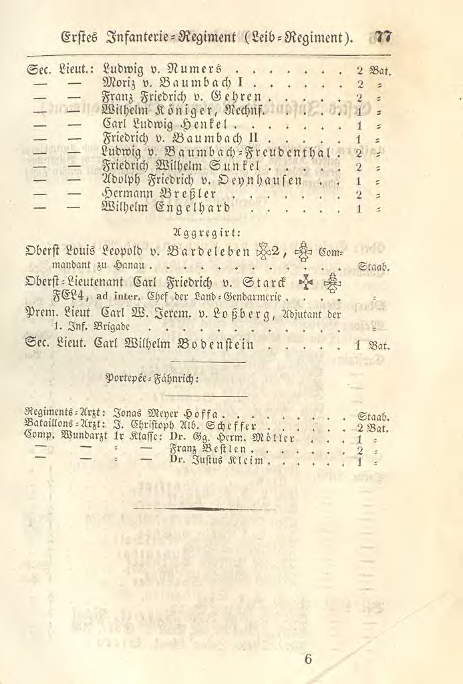 Erstes Infanterie-Regiment (Leib-Regiment). 77
Sec. Lieut.: Ludwig v. Numers . . . . . . . 2 Bat.
— — Moriz v. Baumbach I . . . . . . 2 „
— — Franz Friedrich v. Gehren . . . . . 2 „
— — Wilhelm Königer, Rechnf. . . . . . 1 „
— — Carl Ludwig Henkel . . . . . . . 1 „
— — Friedrich v. Baumbach II . . . . . 1 „
— — Ludwig v. Baumbach-Freudenthal . 2 „
— — Friedrich Wilhelm Sunkel . . . . . 2 „
— — Adolph Friedrich v. Oeynhausen . . 1 „
— — Hermann Breßler . . . . . . . 2 „
— — Wilhelm Engelhard . . . . . . 1 „
Aggregirt:
Oberst Louis Leopold v. Bardeleben 2, Com-
mandant zu Hanau . . . . . . . . . . Staab.
Oberst-Lieutenant Carl Friedrich v. Starck
, ad inter. Chef der Land-Gendarmerie . . „
Prem. Lieut Carl W. Jerem. v. Loßberg, Adjutant der
1. Inf. Brigade . . . . . . . . . . . „
Sec. Lieut. Carl Wilhelm Bodenstein . . . . . 1 Bat.
Portepée-Fähnrich:
Regiments-Arzt: Jonas Meyer Hoffa . . . . . . . Staab.
Bataillons-Arzt: J. Christoph Alb. Scheffer . . . . . 2 Bat.
Comp. Wundarzt 1r Klasse: Dr. Gg. Herm. Möller . . . 1 „
— — „ — Franz Bestlen . . . . . . 2 „
— — „ — Dr. Justus Kleim . . . . . 1 „
6